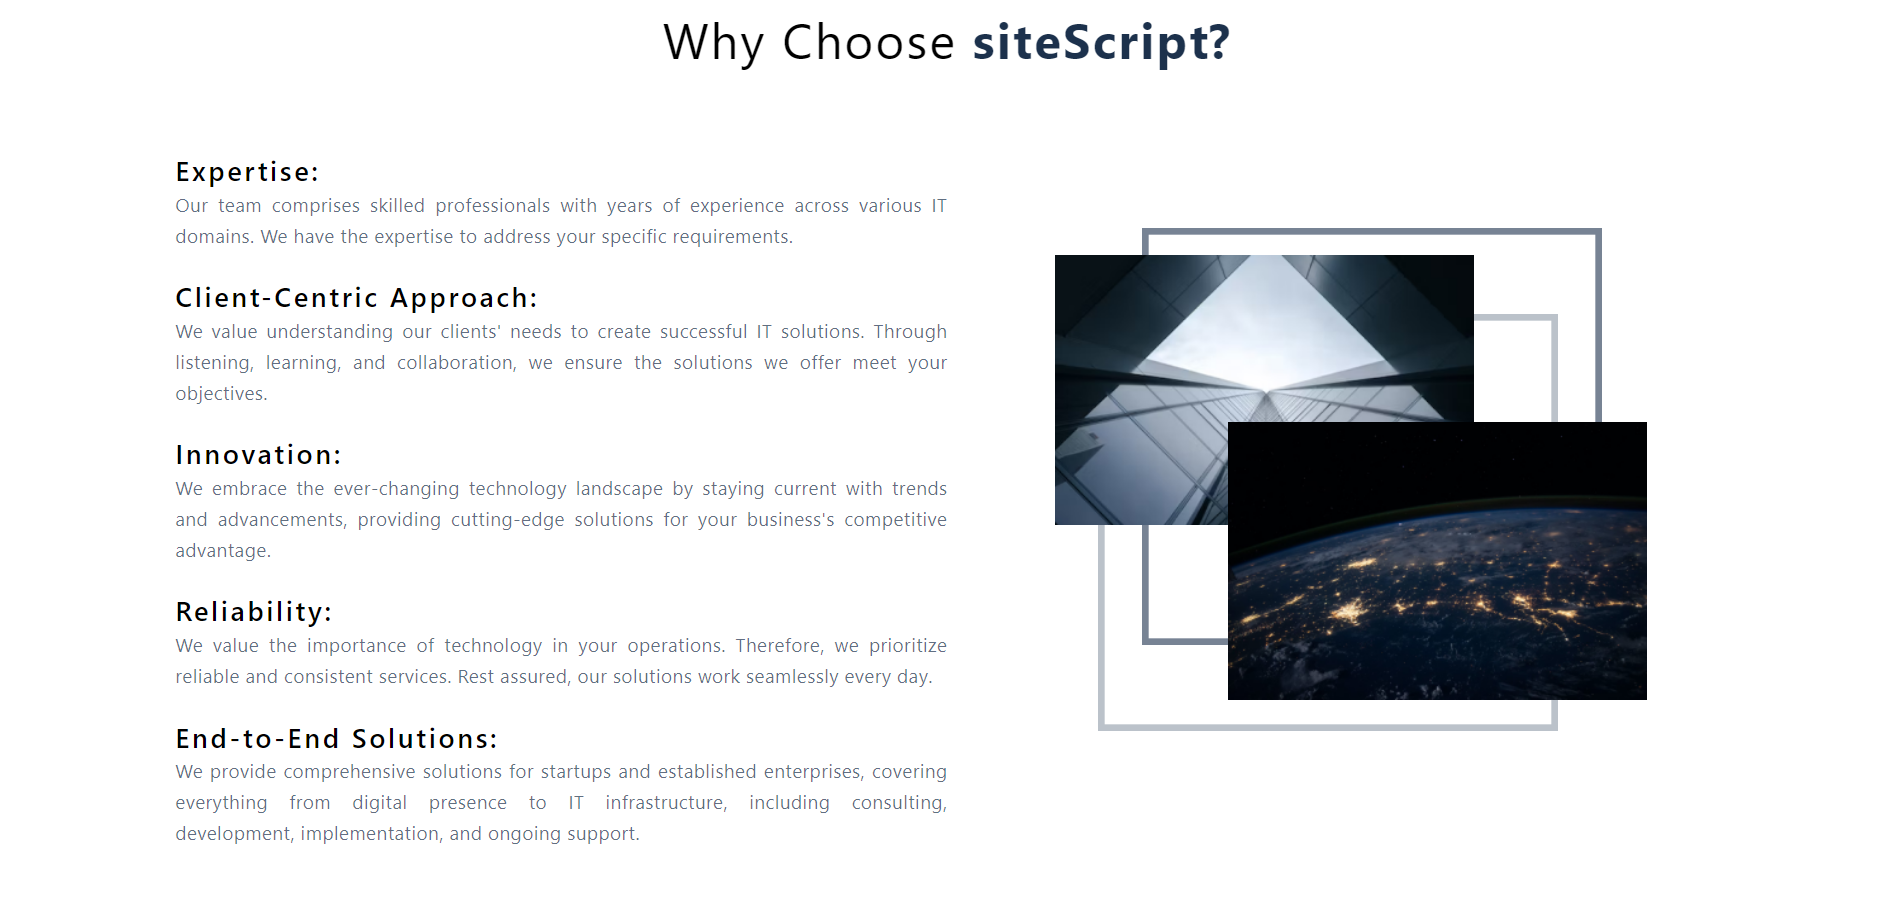 Why Choose siteScript?
Expertise:
Our team comprises skilled professionals with years of experience across various IT
domains. We have the expertise to address your specific requirements.
Client-Centric Approach:
We value understanding our clients' needs to create successful IT solutions. Through
listening, learning, and collaboration, we ensure the solutions we offer meet your
objectives.
Innovation:
We embrace the ever-changing technology landscape by staying current with trends
and advancements, providing cutting-edge solutions for your business's competitive
advantage.
Reliability:
We value the importance of technology in your operations. Therefore, we prioritize
reliable and consistent services. Rest assured, our solutions work seamlessly every day.
End-to-End Solutions:
We provide comprehensive solutions for startups and established enterprises, covering
everything from digital presence to IT infrastructure, including consulting,
development, implementation, and ongoing support.